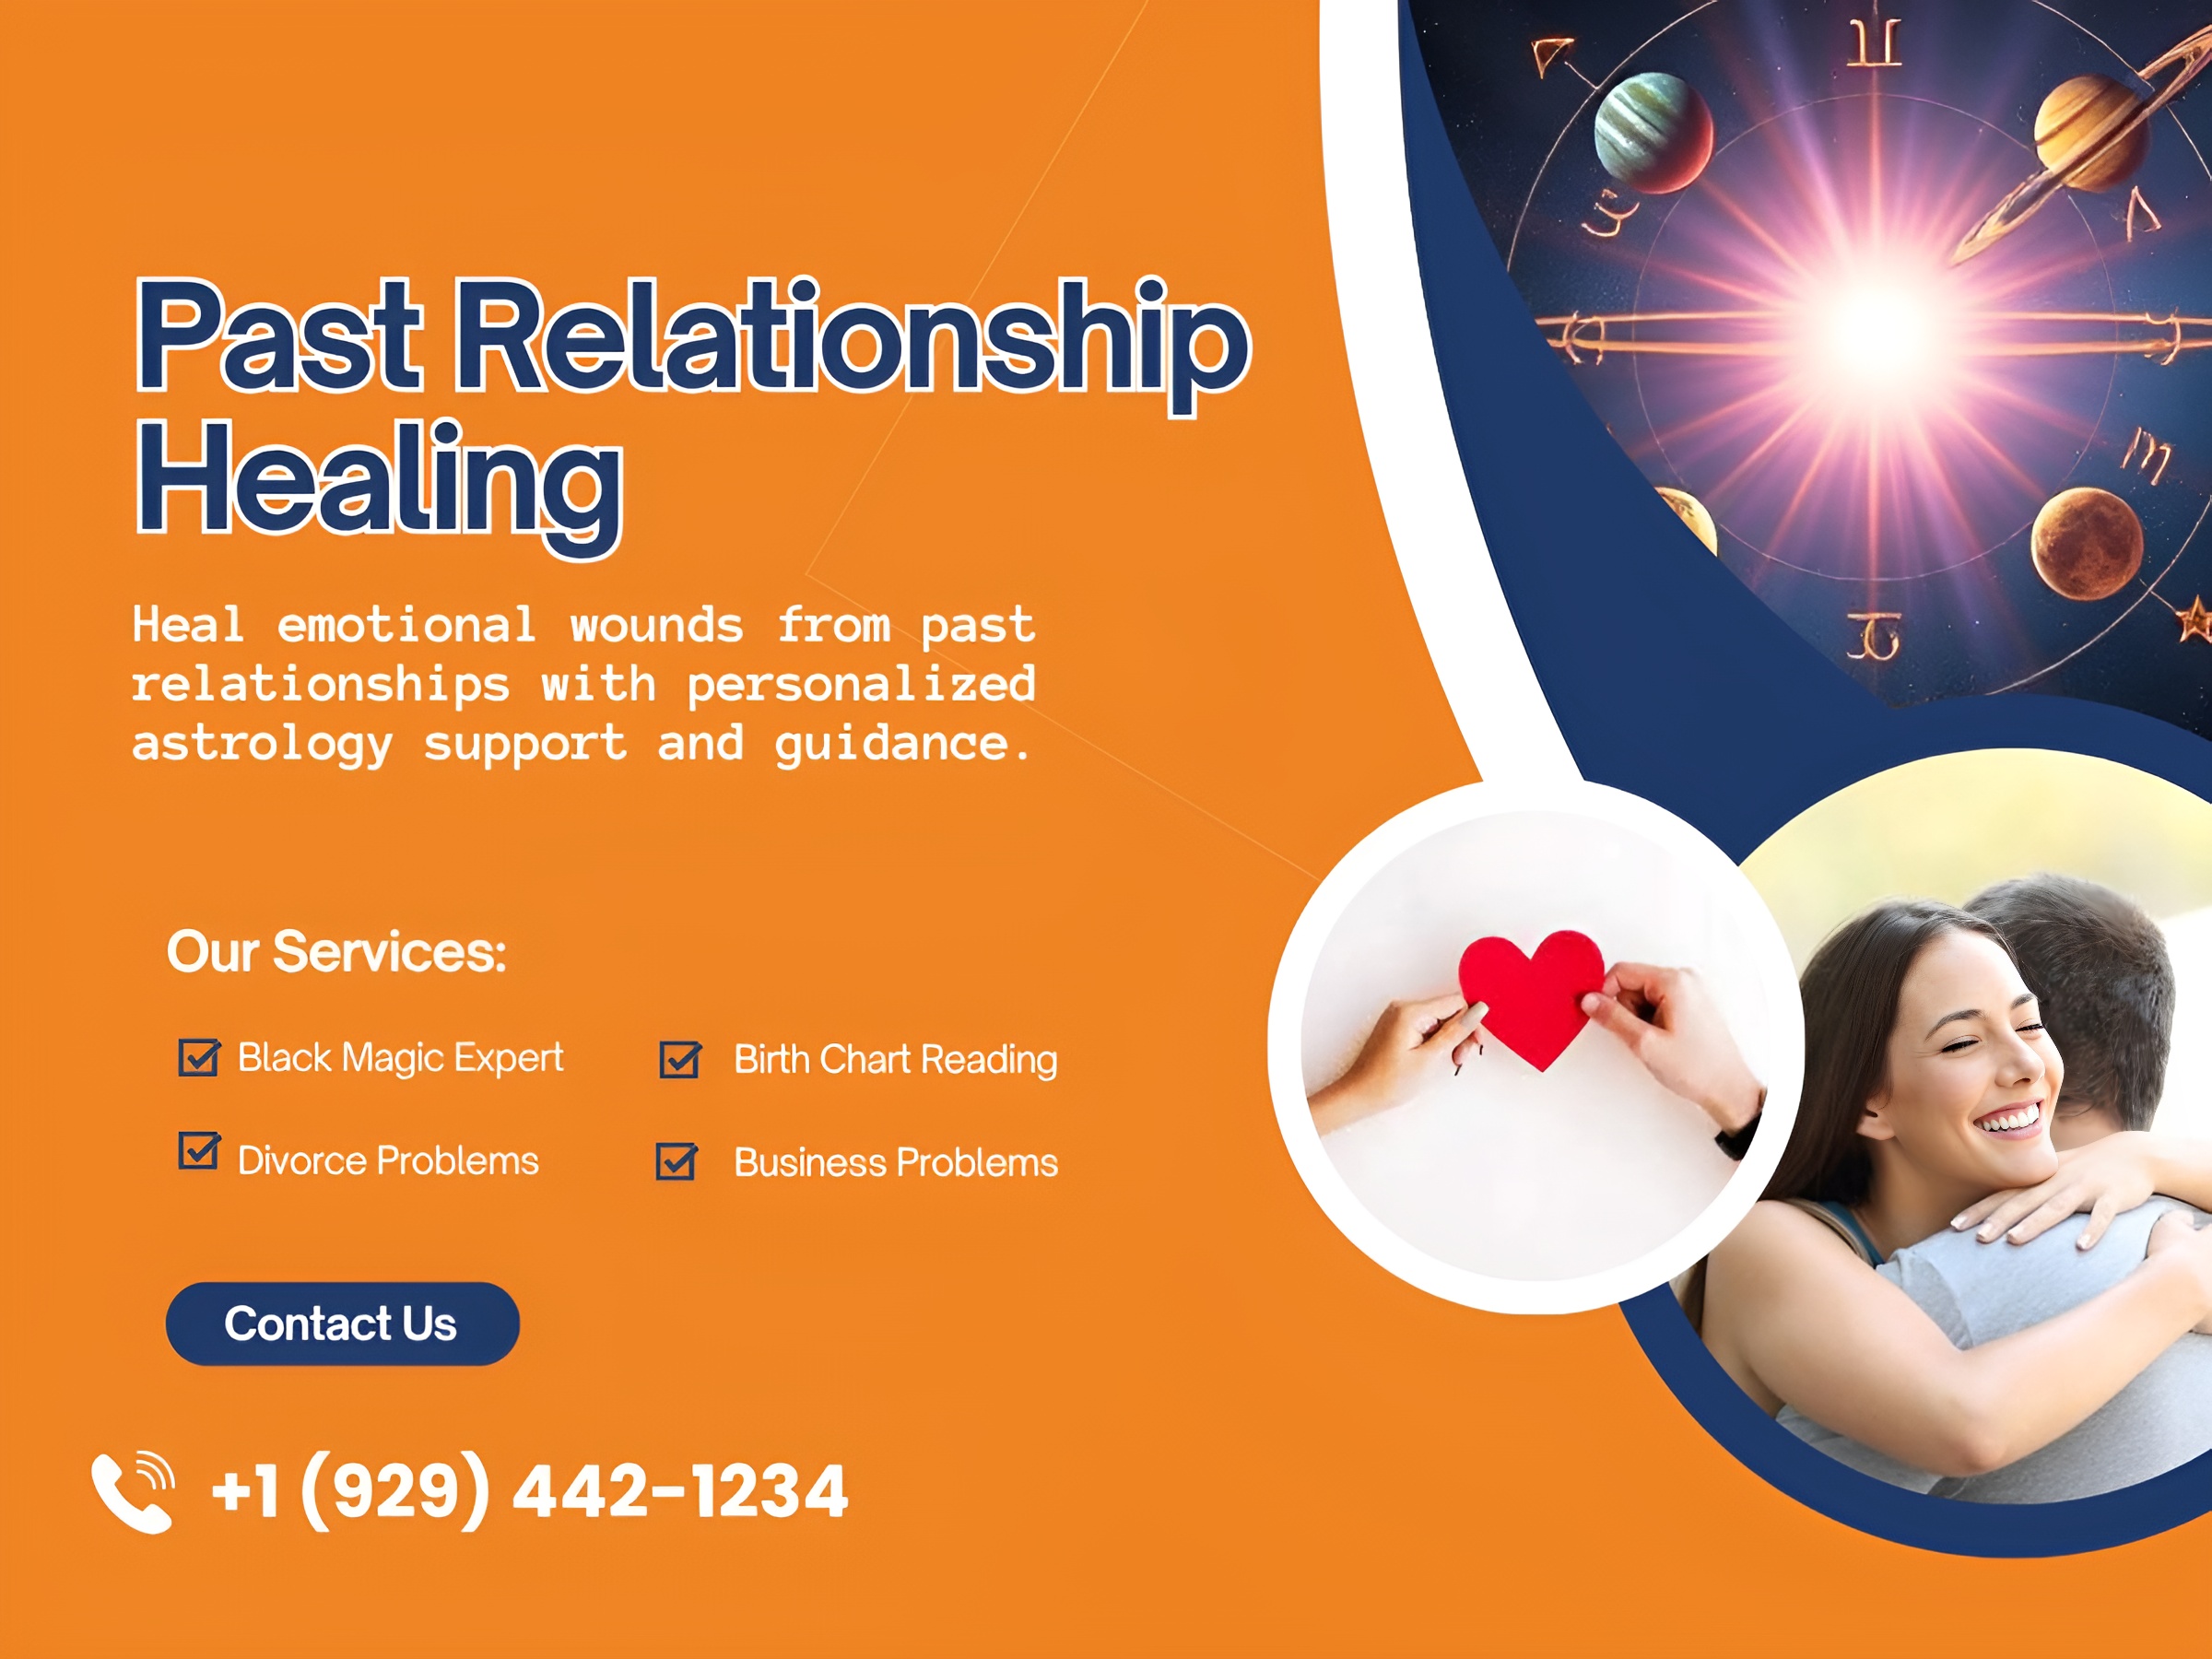 Past Relationship
Healing
Heal emotional wounds from past
relationships with personalized
astrology support and guidance.
Our Services:
Black Magic Expert
Birth Chart Reading
Divorce Problems
Business Problems
Contact Us
+1 (929) 442-1234